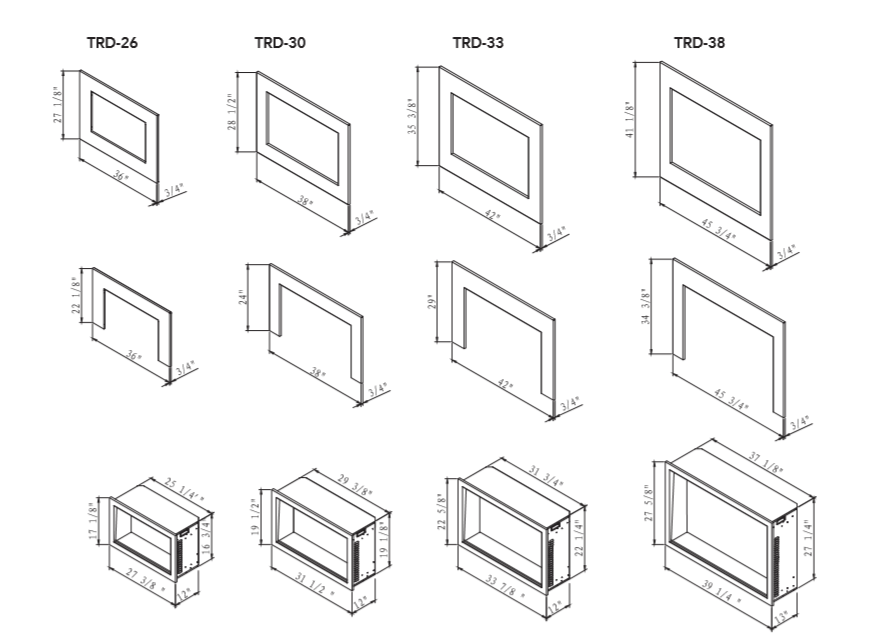 TRD-26 TRD-30 TRD-33 TRD-38
27 1/8" 36" 3/4" 28 1/2" 38" 3/4" 35 3/8" 42" 3/4" 41 1/8" 45 3/4" 3/4"
22 1/8" 36" 3/4" 24" 38" 3/4" 29" 42" 3/4" 34 3/8" 45 3/4" 3/4"
25 1/4" 17 1/8" 16 3/4" 27 3/8" 12" 29 3/8" 19 1/2" 19 1/8" 31 1/2" 12" 31 3/4" 22 5/8" 22 1/4" 33 7/8" 12" 37 1/8" 27 5/8" 27 1/4" 39 1/4" 13"